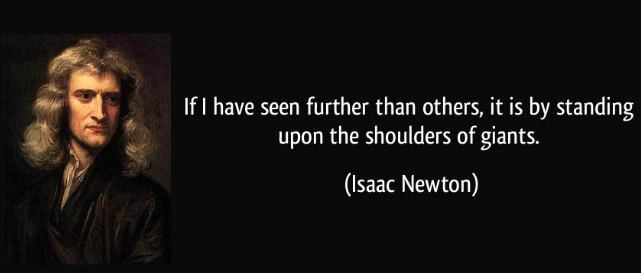 If I have seen further than others, it is by standing
upon the shoulders of giants.
(Isaac Newton)